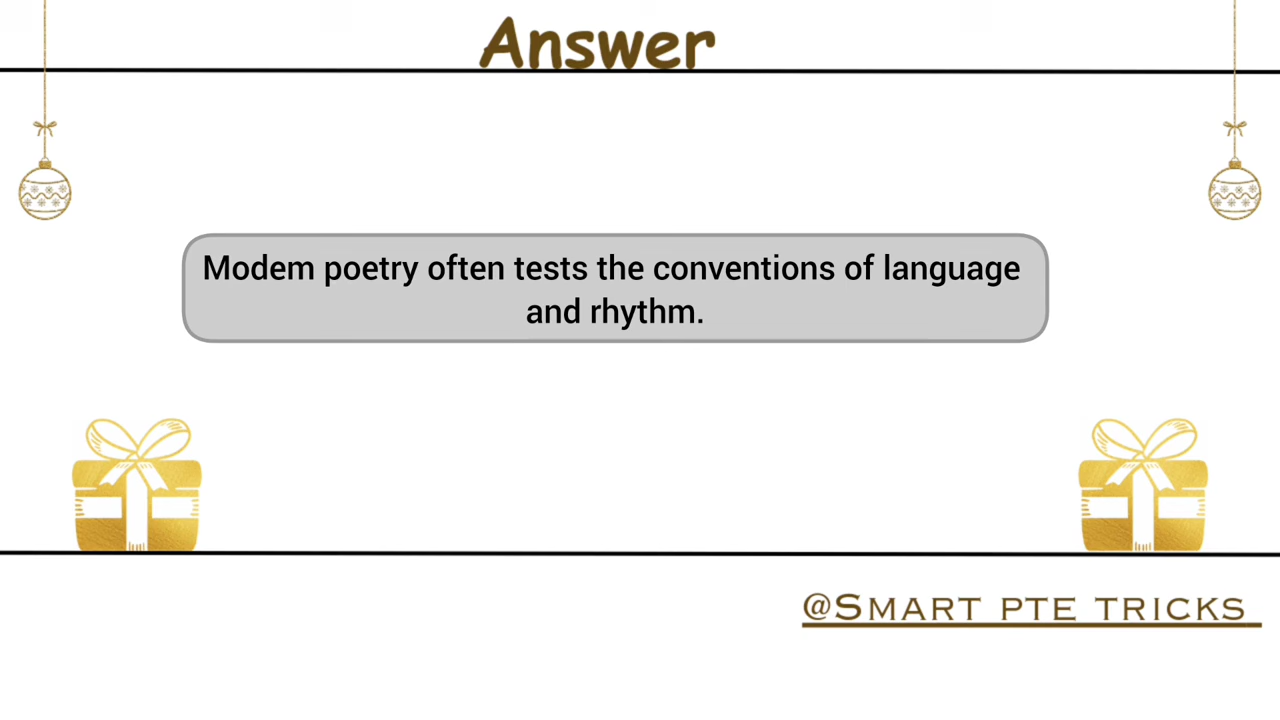 Answer
Modem poetry often tests the conventions of language
and rhythm.
@SMART PTE TRICKS